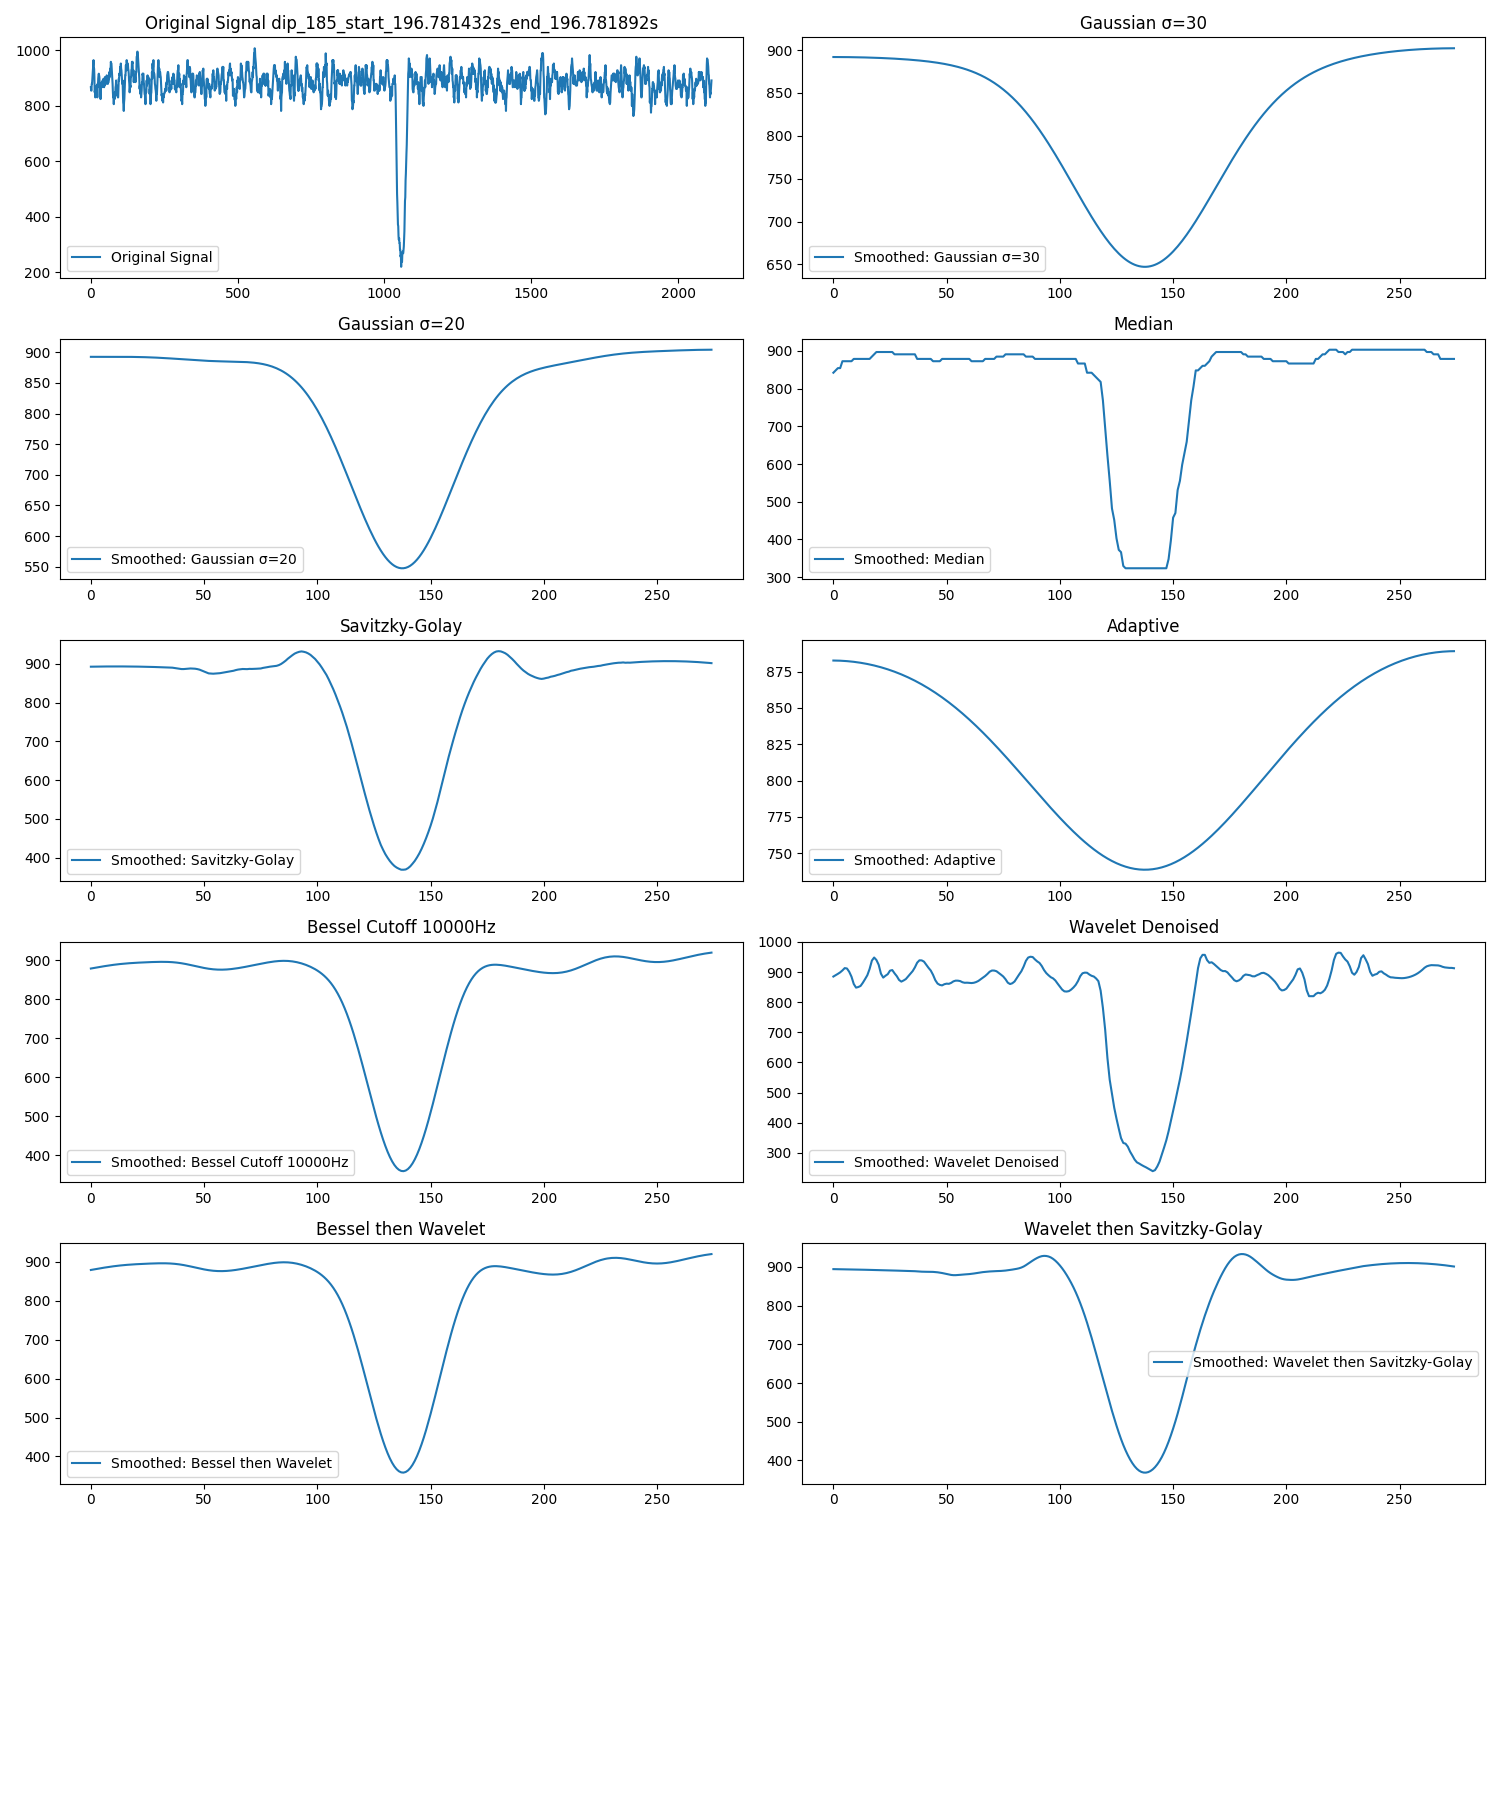 Original Signal dip_185_start_196.781432s_end_196.781892s
1000
800
600
400
200
Original Signal
0 500 1000 1500 2000
Gaussian σ=30
900
850
800
750
700
650
Smoothed: Gaussian σ=30
0 50 100 150 200 250
Gaussian σ=20
900
850
800
750
700
650
600
550
Smoothed: Gaussian σ=20
0 50 100 150 200 250
Median
900
800
700
600
500
400
300
Smoothed: Median
0 50 100 150 200 250
Savitzky-Golay
900
800
700
600
500
400
Smoothed: Savitzky-Golay
0 50 100 150 200 250
Adaptive
875
850
825
800
775
750
Smoothed: Adaptive
0 50 100 150 200 250
Bessel Cutoff 10000Hz
900
800
700
600
500
400
Smoothed: Bessel Cutoff 10000Hz
0 50 100 150 200 250
Wavelet Denoised
1000
900
800
700
600
500
400
300
Smoothed: Wavelet Denoised
0 50 100 150 200 250
Bessel then Wavelet
900
800
700
600
500
400
Smoothed: Bessel then Wavelet
0 50 100 150 200 250
Wavelet then Savitzky-Golay
900
800
700
600
500
400
Smoothed: Wavelet then Savitzky-Golay
0 50 100 150 200 250